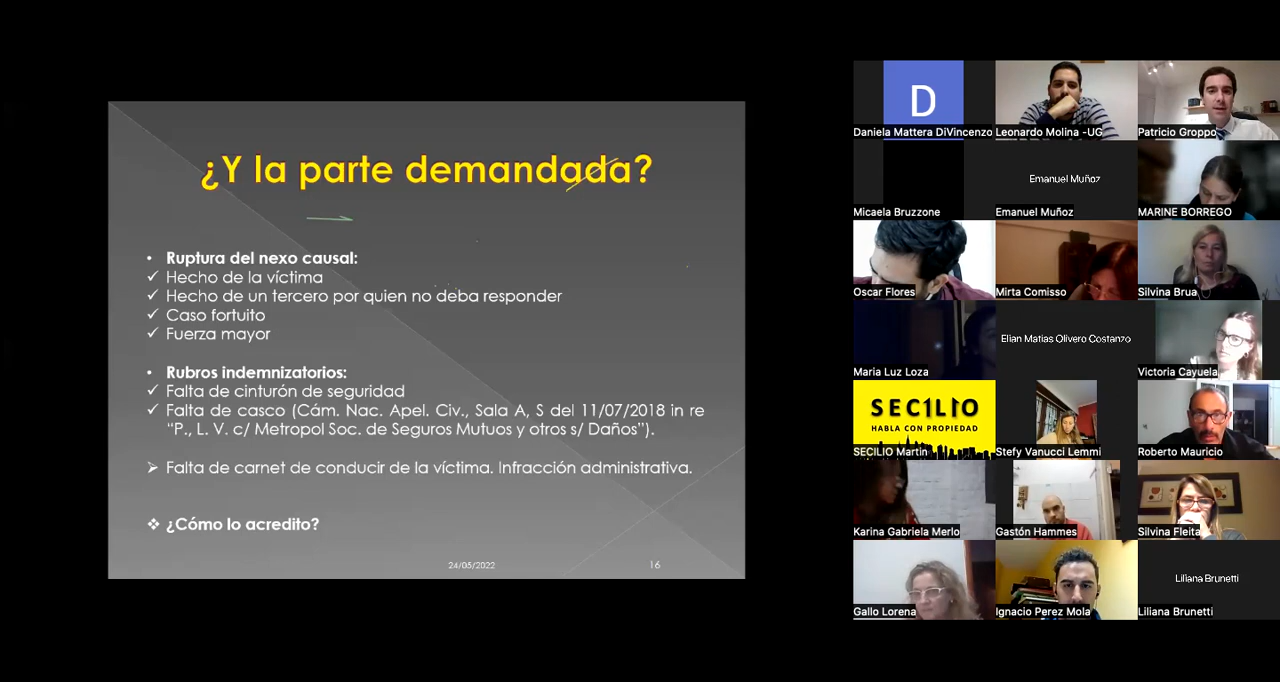 ¿Y la parte demandada?
• Ruptura del nexo causal:
✓ Hecho de la víctima
✓ Hecho de un tercero por quien no deba responder
✓ Caso fortuito
✓ Fuerza mayor
• Rubros indemnizatorios:
✓ Falta de cinturón de seguridad
✓ Falta de casco (Cám. Nac. Apel. Civ., Sala A, S del 11/07/2018 in re
“P., L. V. c/ Metropol Soc. de Seguros Mutuos y otros s/ Daños”).
➢ Falta de carnet de conducir de la víctima. Infracción administrativa.
❖ ¿Cómo lo acredito?
24/05/2022
16
D
Daniela Mattera DiVincenzo
Leonardo Molina -UG
Patricio Groppo
Micaela Bruzzone
Emanuel Muñoz
Emanuel Muñoz
MARINE BORREGO
Oscar Flores
Mirta Comisso
Silvina Brua
Maria Luz Loza
Elian Matias Olivero Costanzo
Victoria Cayuela
SEC1LIO
HABLA CON PROPIEDAD
SECILIO Martin
Stefy Vanucci Lemmi
Roberto Mauricio
Karina Gabriela Merlo
Gastón Hammes
Silvina Fleita
Gallo Lorena
Ignacio Perez Mola
Liliana Brunetti
Liliana Brunetti